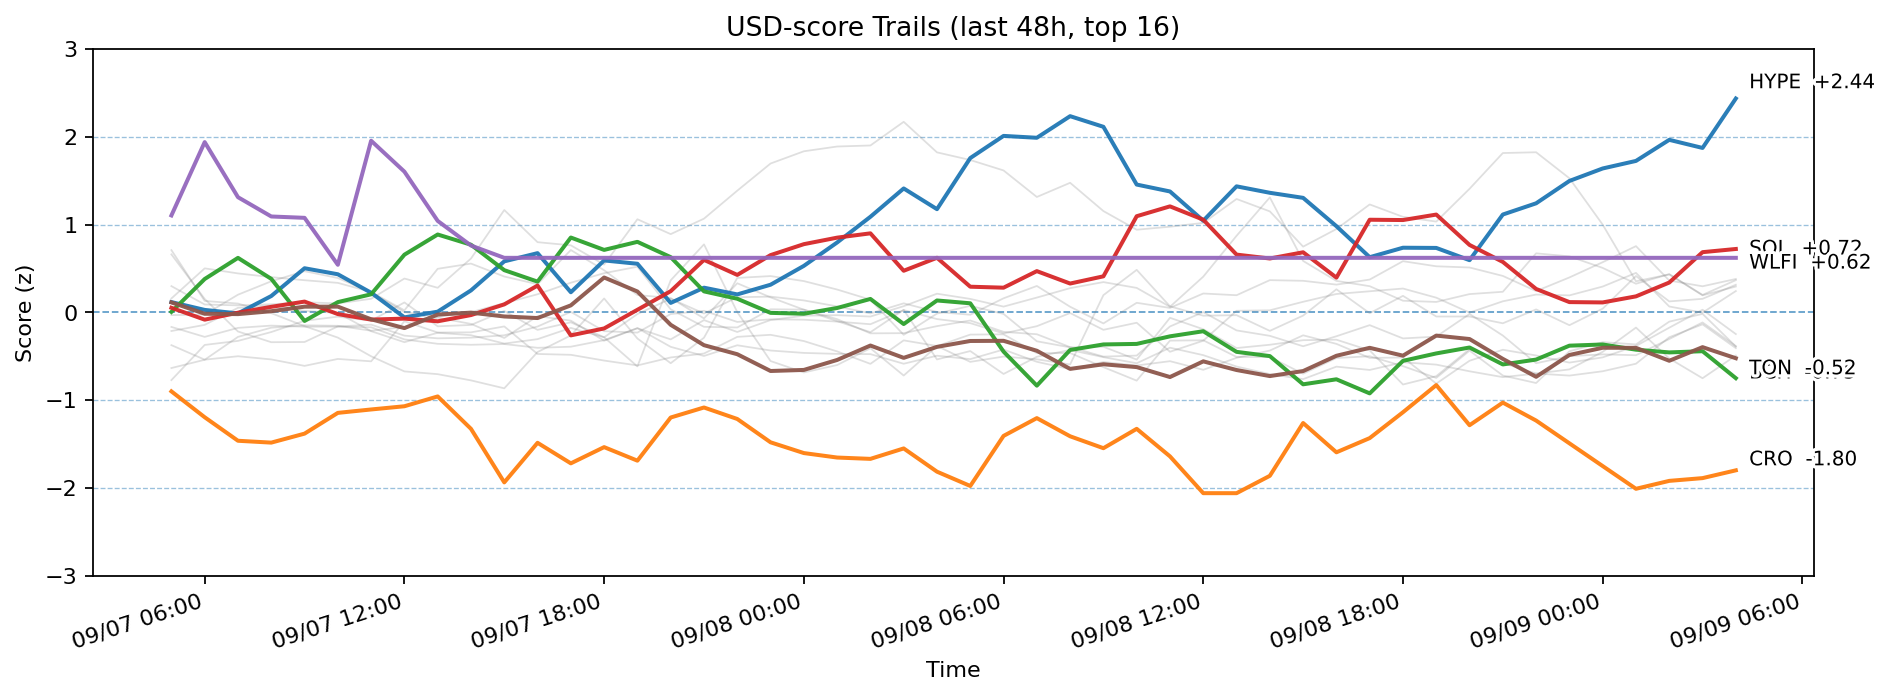 USD-score Trails (last 48h, top 16)
Score (z)
3
2
1
0
−1
−2
−3
HYPE +2.44
SOL +0.72
WLFI +0.62
TON -0.52
CRO -1.80
09/07 06:00
09/07 12:00
09/07 18:00
09/08 00:00
09/08 06:00
09/08 12:00
09/08 18:00
09/09 00:00
09/09 06:00
Time